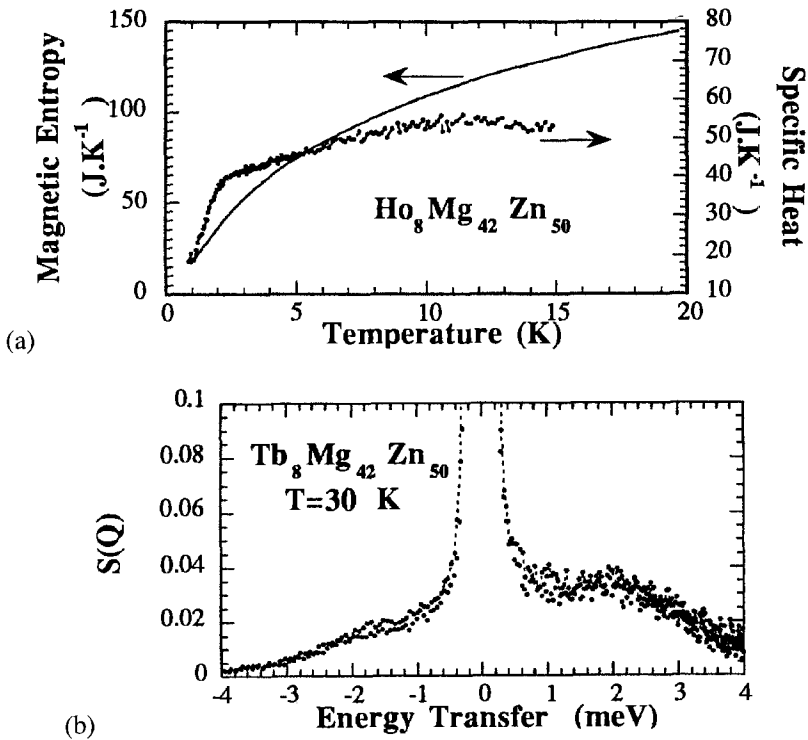 150
100
50
0
Magnetic Entropy
(J.K⁻¹)
80
70
60
50
40
30
20
10
Specific Heat
(J.K⁻¹)
Ho₈Mg₄₂Zn₅₀
0 5 10 15 20
Temperature (K)
(a)
0.1
0.08
0.06
0.04
0.02
0
S(Q)
Tb₈Mg₄₂Zn₅₀
T=30 K
-4 -3 -2 -1 0 1 2 3 4
Energy Transfer (meV)
(b)